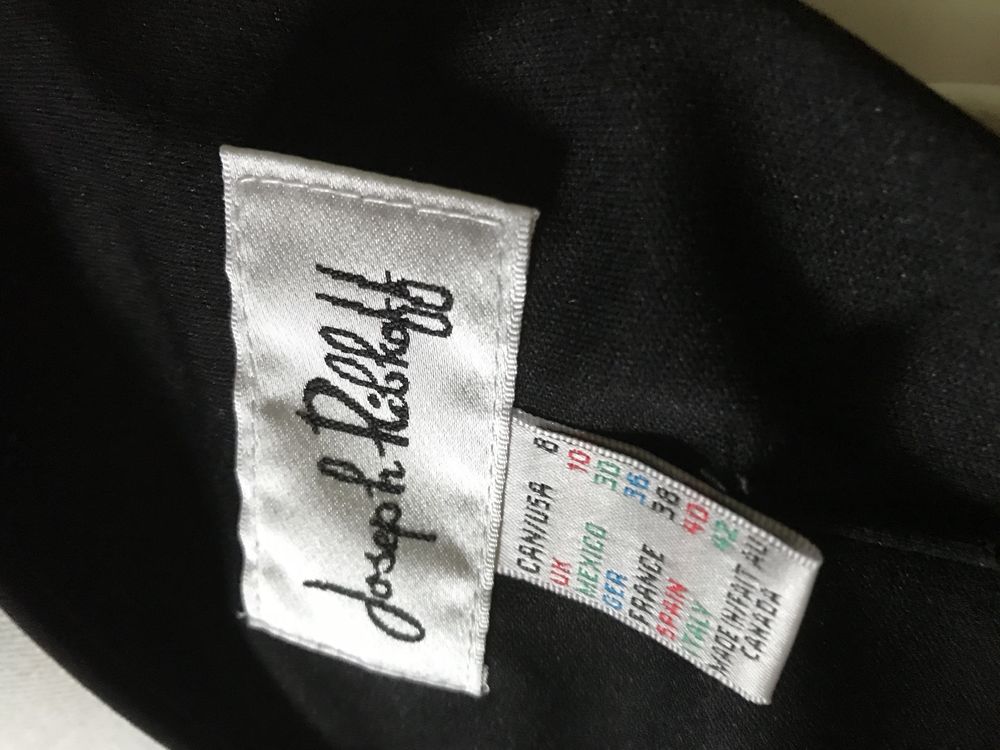 Joseph Ribkoff
CAN/USA 8
UK 10
MEXICO 30
GER 36
FRANCE 38
SPAIN 40
ITALY 42
MADE IN/FAIT AU
CANADA